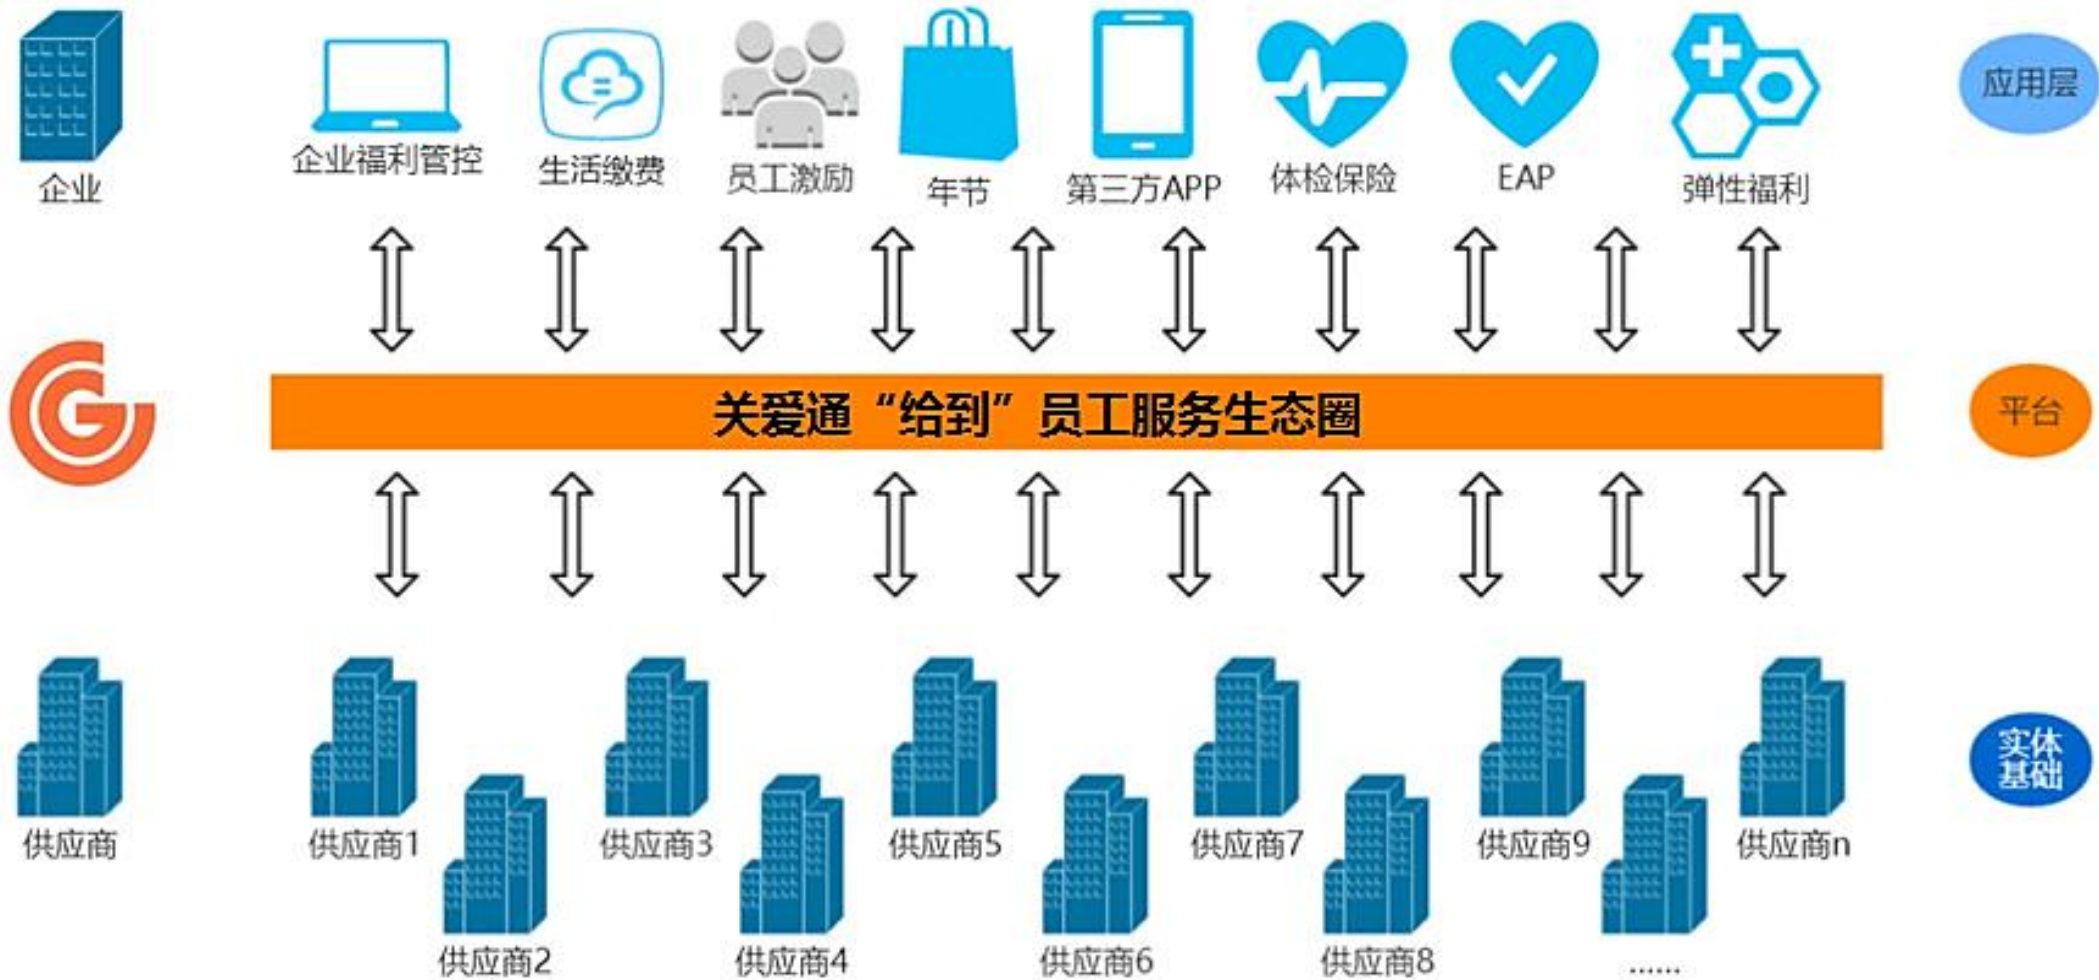 企业
企业福利管控
生活缴费
员工激励
年节
第三方APP
体检保险
EAP
弹性福利
应用层
关爱通“给到”员工服务生态圈
平台
供应商
供应商1
供应商3
供应商5
供应商7
供应商9
供应商n
实体
基础
供应商2
供应商4
供应商6
供应商8
......